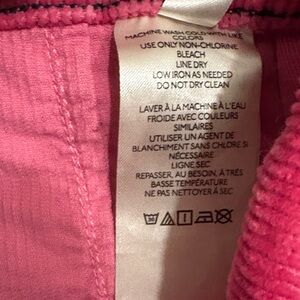 MACHINE WASH COLD WITH LIKE
COLORS
USE ONLY NON-CHLORINE
BLEACH
LINE DRY
LOW IRON AS NEEDED
DO NOT DRY CLEAN
LAVER À LA MACHINE À L'EAU
FROIDE AVEC COULEURS
SIMILAIRES
UTILISER UN AGENT DE
BLANCHIMENT SANS CHLORE SI
NÉCESSAIRE
LIGNE SEC
REPASSER, AU BESOIN, À TRÈS
BASSE TEMPÉRATURE
NE PAS NETTOYER À SEC